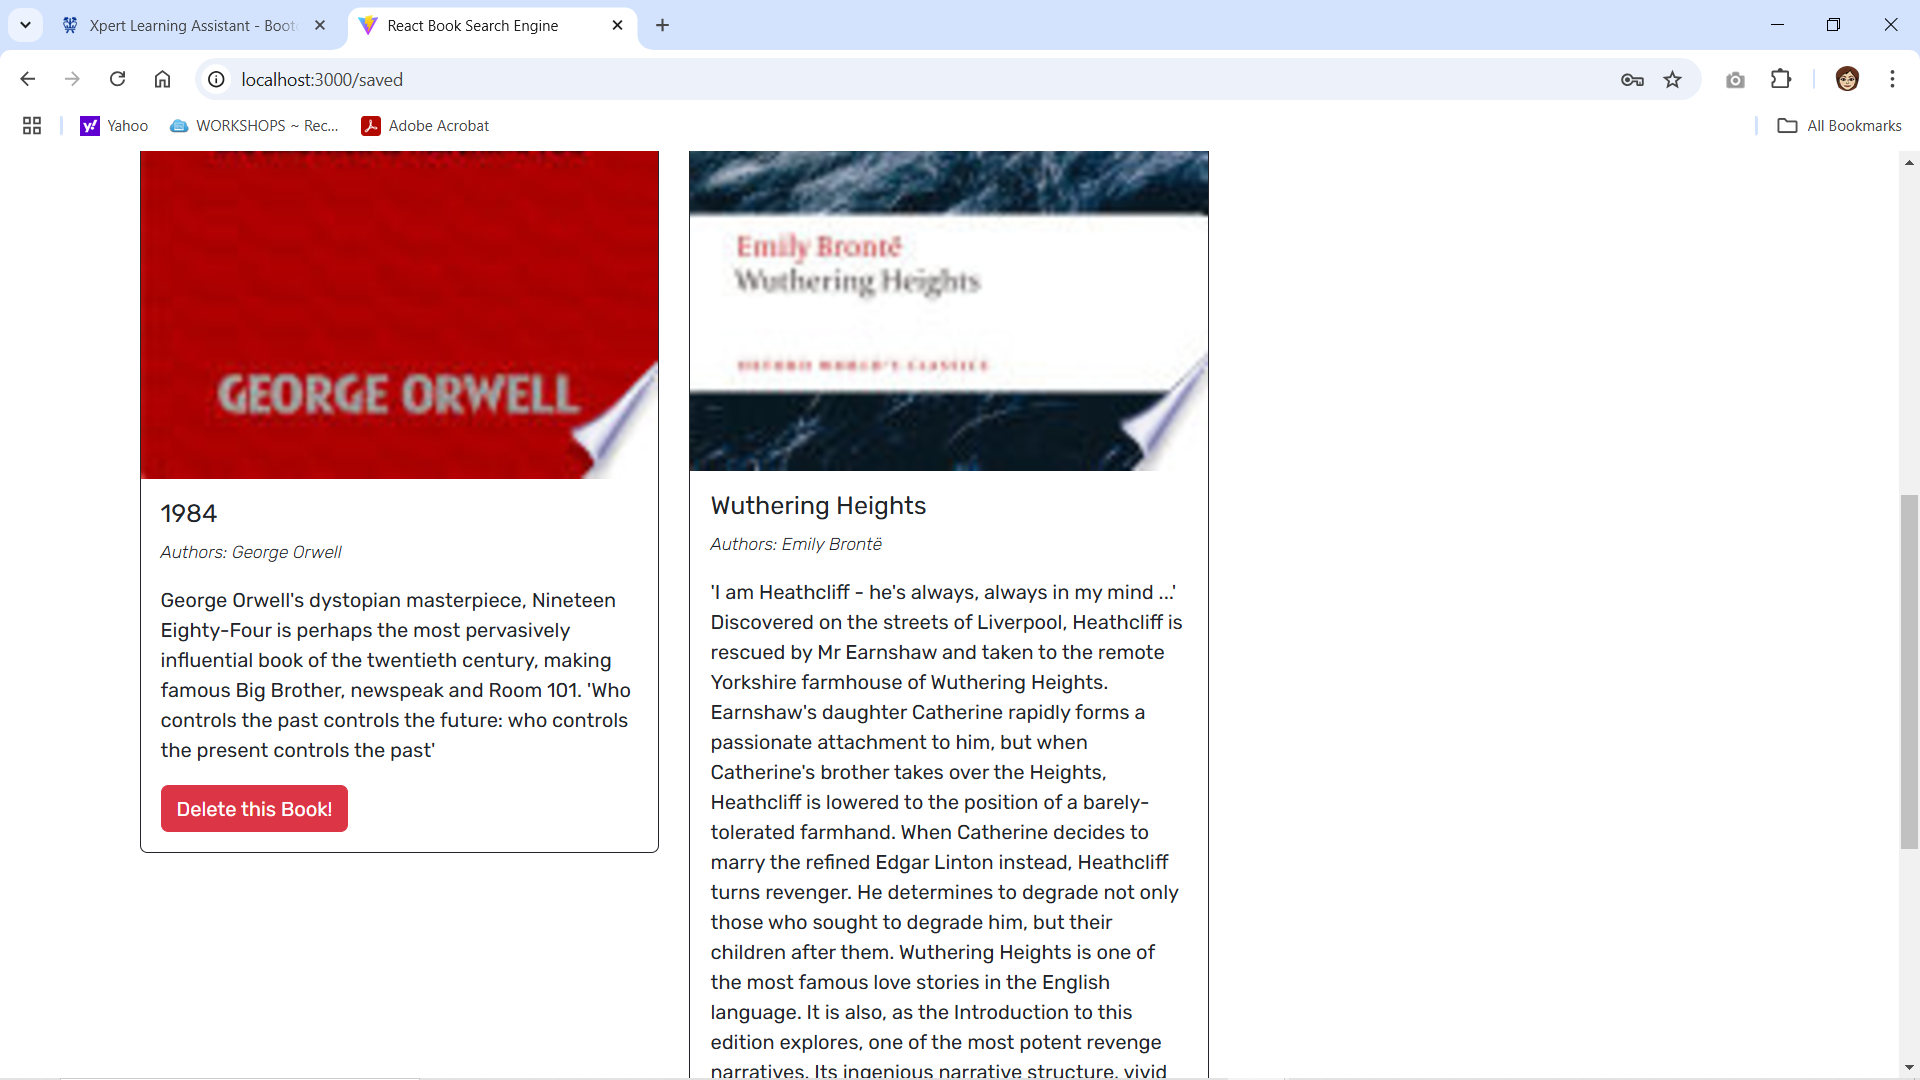 Xpert Learning Assistant - Boot
React Book Search Engine
localhost:3000/saved
Yahoo
WORKSHOPS ~ Rec...
Adobe Acrobat
All Bookmarks
GEORGE ORWELL
1984
Authors: George Orwell
George Orwell's dystopian masterpiece, Nineteen
Eighty-Four is perhaps the most pervasively
influential book of the twentieth century, making
famous Big Brother, newspeak and Room 101. 'Who
controls the past controls the future: who controls
the present controls the past'
Delete this Book!
Emily Brontë
Wuthering Heights
OXFORD WORLD'S CLASSICS
Wuthering Heights
Authors: Emily Brontë
'I am Heathcliff - he's always, always in my mind ...'
Discovered on the streets of Liverpool, Heathcliff is
rescued by Mr Earnshaw and taken to the remote
Yorkshire farmhouse of Wuthering Heights.
Earnshaw's daughter Catherine rapidly forms a
passionate attachment to him, but when
Catherine's brother takes over the Heights,
Heathcliff is lowered to the position of a barely-
tolerated farmhand. When Catherine decides to
marry the refined Edgar Linton instead, Heathcliff
turns revenger. He determines to degrade not only
those who sought to degrade him, but their
children after them. Wuthering Heights is one of
the most famous love stories in the English
language. It is also, as the Introduction to this
edition explores, one of the most potent revenge
narratives. Its ingenious narrative structure, vivid